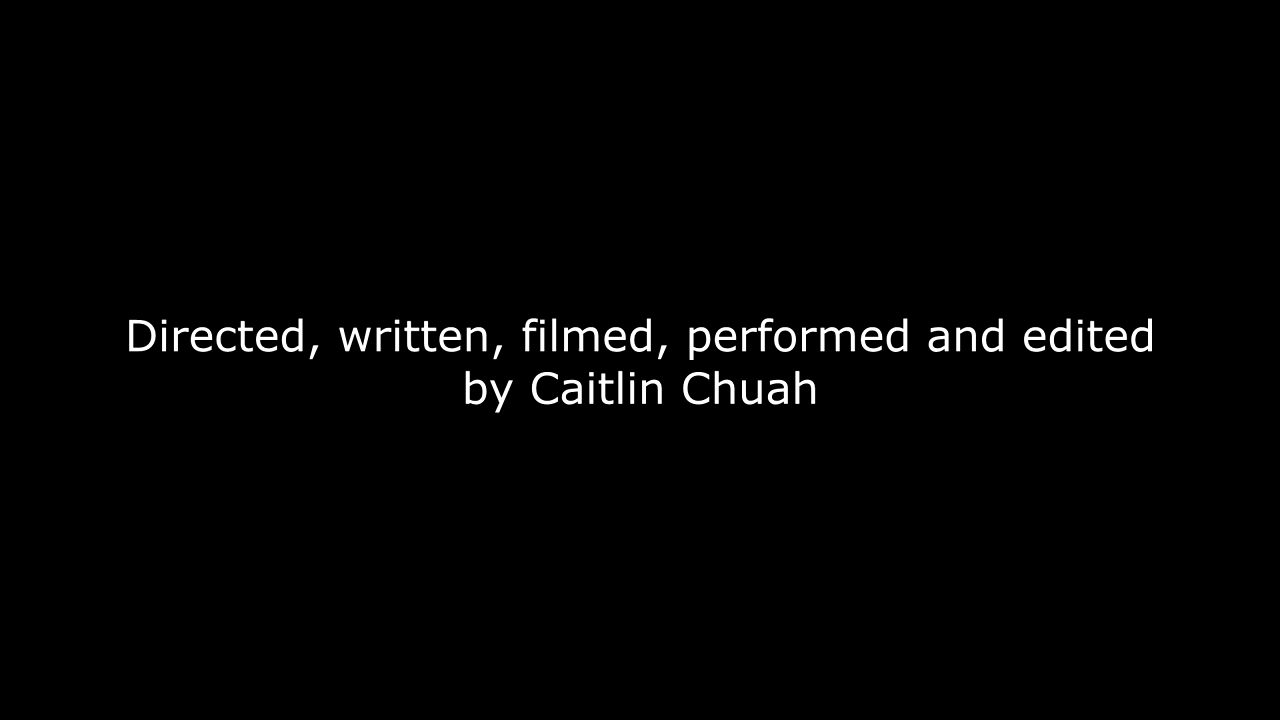 Directed, written, filmed, performed and edited
by Caitlin Chuah